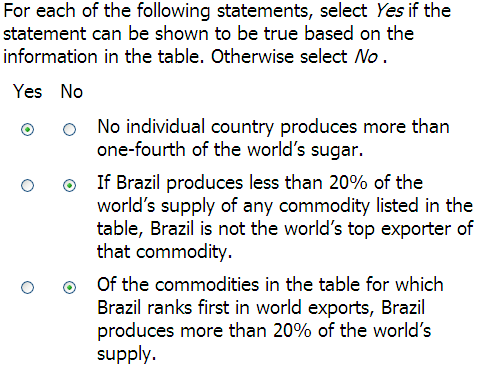 For each of the following statements, select Yes if the
statement can be shown to be true based on the
information in the table. Otherwise select No .
Yes No
No individual country produces more than
one-fourth of the world's sugar.
If Brazil produces less than 20% of the
world's supply of any commodity listed in the
table, Brazil is not the world's top exporter of
that commodity.
Of the commodities in the table for which
Brazil ranks first in world exports, Brazil
produces more than 20% of the world's
supply.